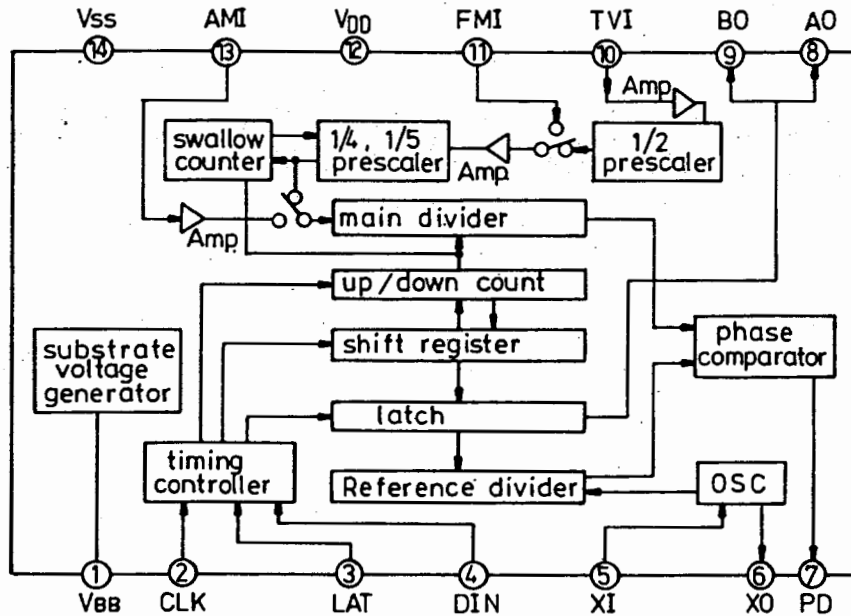 VSS AMI VDD FMI TVI BO AO
14 13 12 11 10 9 8
Amp
swallow
counter
1/4, 1/5
prescaler
Amp.
1/2
prescaler
Amp.
main divider
up/down count
substrate
voltage
generator
shift register
phase
comparator
latch
timing
controller
Reference divider
OSC
1 2 3 4 5 6 7
VBB CLK LAT DIN XI XO PD